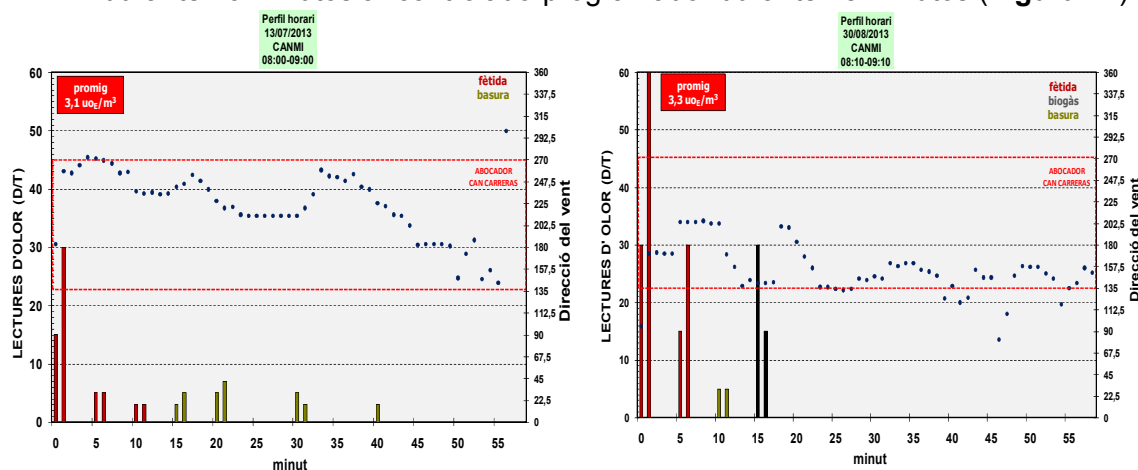 Perfil horari
13/07/2013
CANMI
08:00-09:00
promig
3,1 uoE/m³
fètida
basura
ABOCADOR
CAN CARRERAS
LECTURES D'OLOR (D/T)
60
50
40
30
20
10
0
360
337,5
315
292,5
270
247,5
225
202,5
180
157,5
135
112,5
90
67,5
45
22,5
0
Direcció del vent
0 5 10 15 20 25 30 35 40 45 50 55
minut
Perfil horari
30/08/2013
CANMI
08:10-09:10
promig
3,3 uoE/m³
fètida
biogàs
basura
ABOCADOR
CAN CARRERAS
LECTURES D' OLOR (D/T)
60
50
40
30
20
10
0
360
337,5
315
292,5
270
247,5
225
202,5
180
157,5
135
112,5
90
67,5
45
22,5
0
Direcció del vent
0 5 10 15 20 25 30 35 40 45 50 55
minut